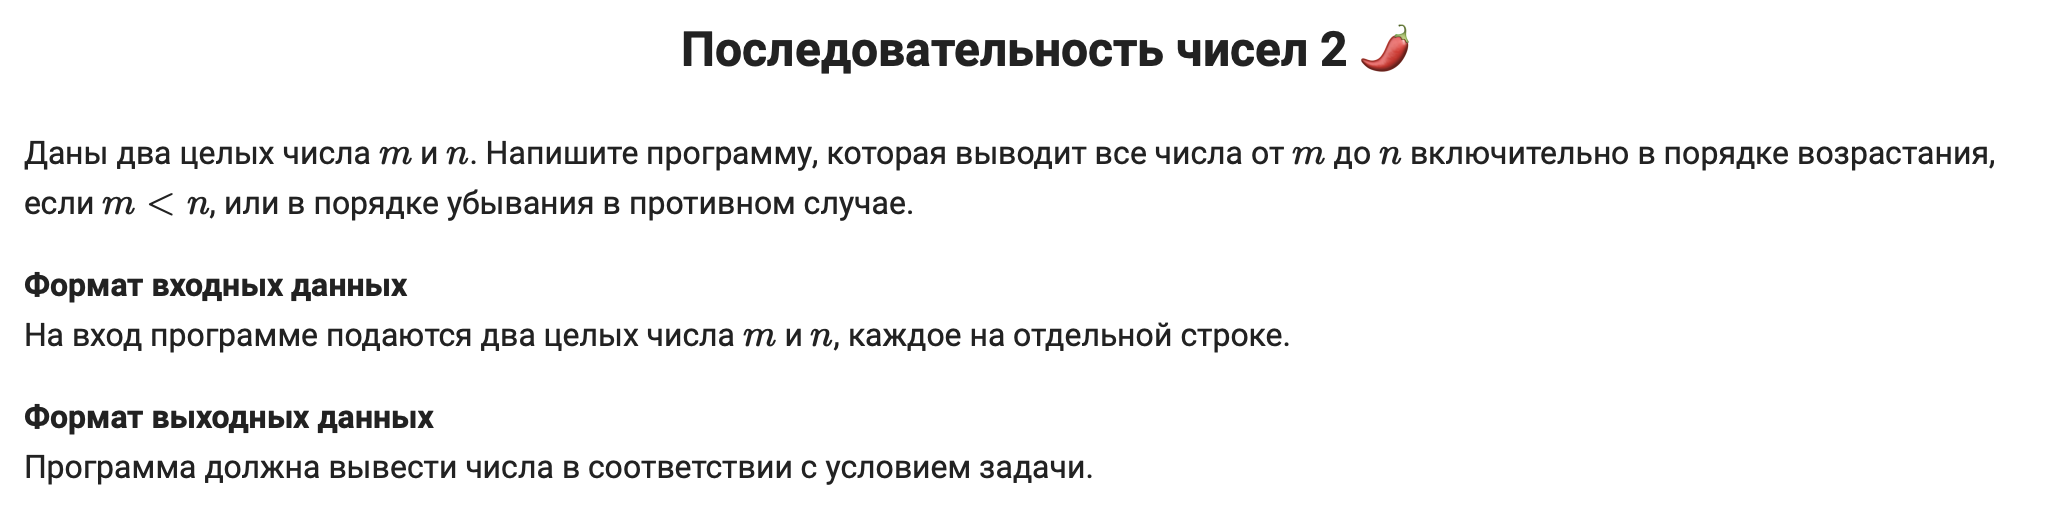 Последовательность чисел 2 🌶️
Даны два целых числа m и n. Напишите программу, которая выводит все числа от m до n включительно в порядке возрастания,
если m < n, или в порядке убывания в противном случае.
Формат входных данных
На вход программе подаются два целых числа m и n, каждое на отдельной строке.
Формат выходных данных
Программа должна вывести числа в соответствии с условием задачи.